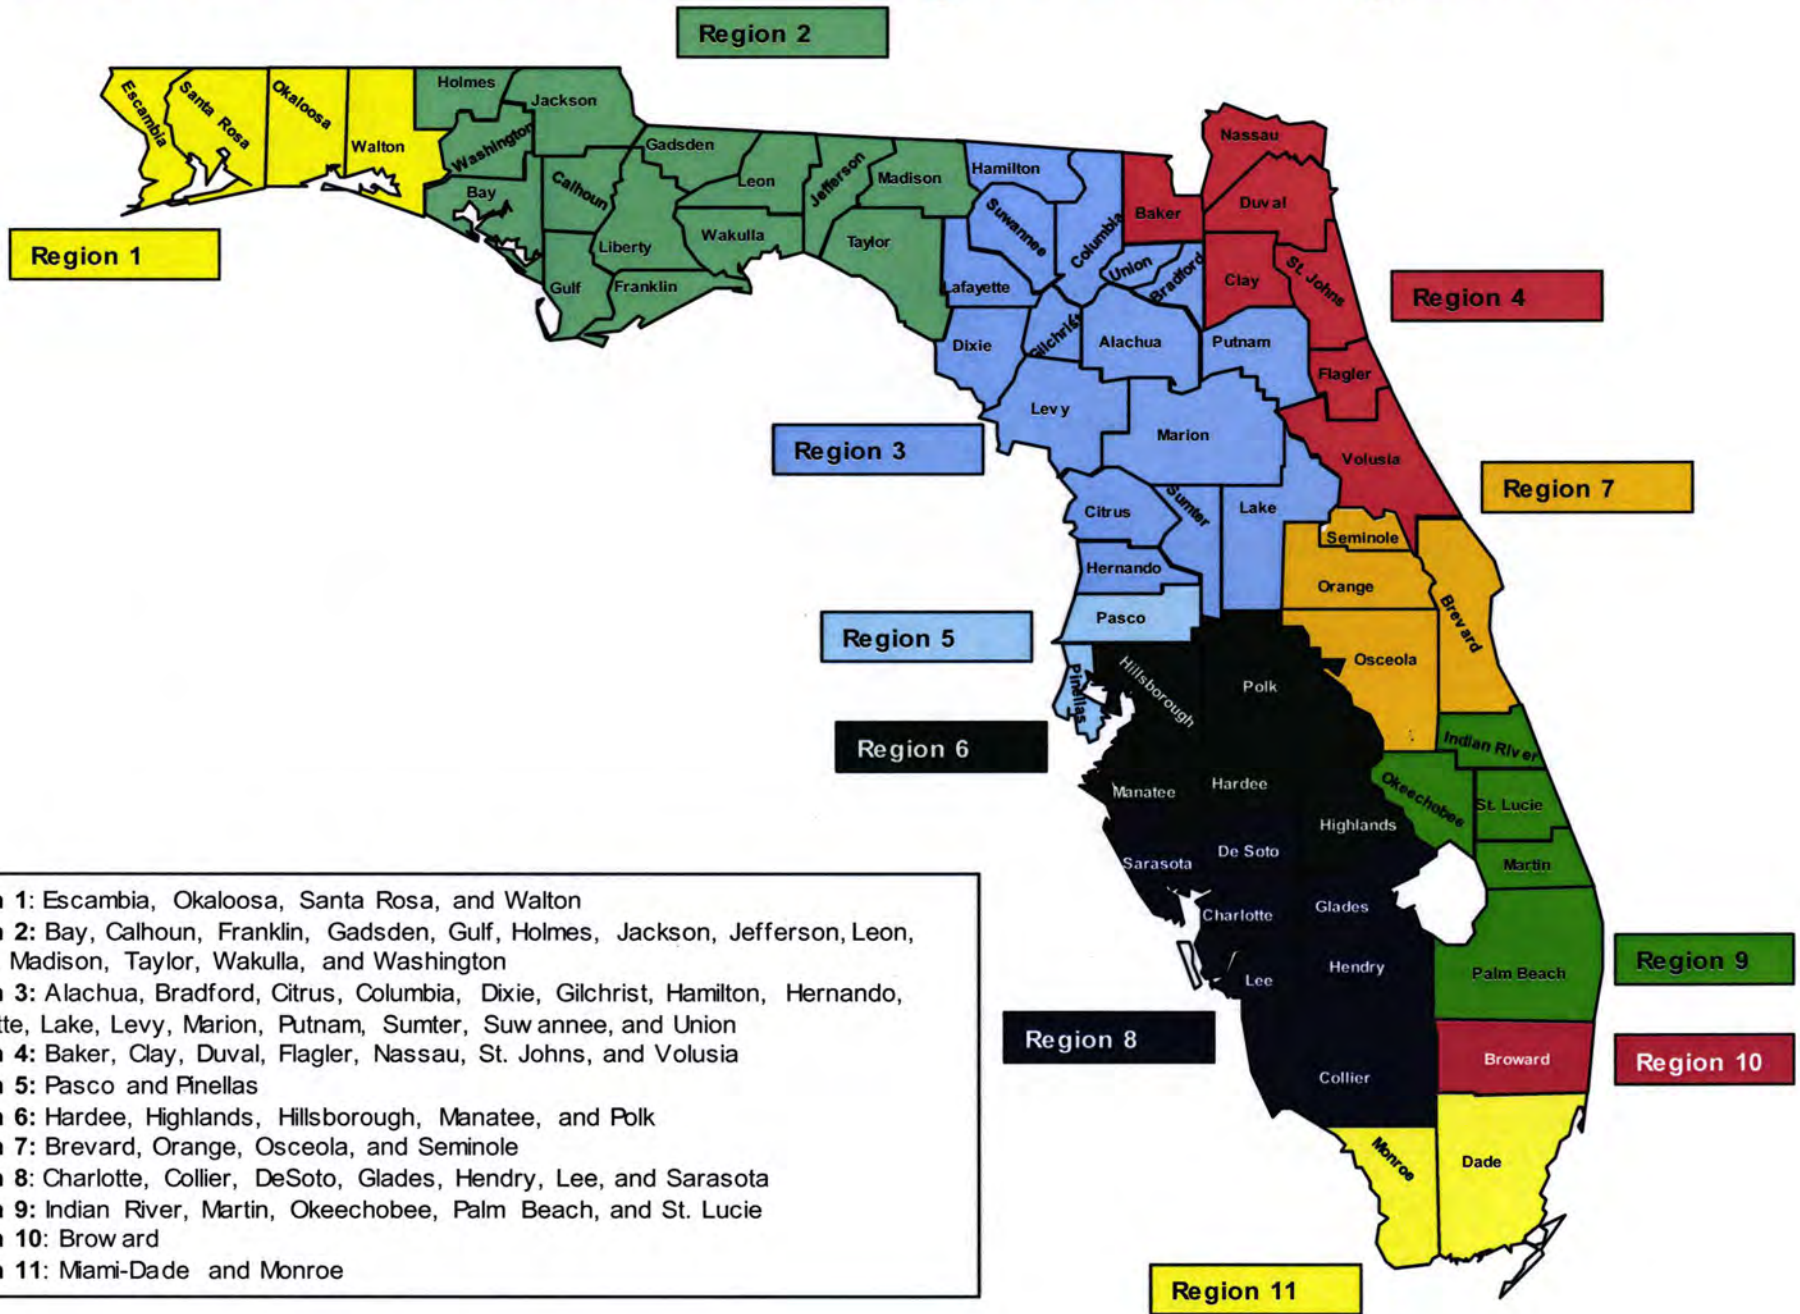 Region 2
Holmes
Jackson
Escambia
Santa Rosa
Okaloosa
Walton
Washington
Gadsden
Leon
Jefferson
Madison
Hamilton
Nassau
Bay
Calhoun
Liberty
Wakulla
Taylor
Suwannee
Columbia
Baker
Duval
Region 1
Gulf
Franklin
Lafayette
Union
Bradford
Clay
St. Johns
Region 4
Dixie
Gilchrist
Alachua
Putnam
Flagler
Levy
Marion
Region 3
Volusia
Region 7
Citrus
Sumter
Lake
Seminole
Hernando
Orange
Brevard
Region 5
Pasco
Osceola
Pinellas
Hillsborough
Polk
Region 6
Indian River
Manatee
Hardee
Okeechobee
St. Lucie
Highlands
Sarasota
De Soto
Martin
Charlotte
Glades
Region 9
Lee
Hendry
Palm Beach
Region 8
Collier
Broward
Region 10
Monroe
Dade
Region 11
1: Escambia, Okaloosa, Santa Rosa, and Walton
2: Bay, Calhoun, Franklin, Gadsden, Gulf, Holmes, Jackson, Jefferson, Leon,
Madison, Taylor, Wakulla, and Washington
3: Alachua, Bradford, Citrus, Columbia, Dixie, Gilchrist, Hamilton, Hernando,
tte, Lake, Levy, Marion, Putnam, Sumter, Suwannee, and Union
4: Baker, Clay, Duval, Flagler, Nassau, St. Johns, and Volusia
5: Pasco and Pinellas
6: Hardee, Highlands, Hillsborough, Manatee, and Polk
7: Brevard, Orange, Osceola, and Seminole
8: Charlotte, Collier, DeSoto, Glades, Hendry, Lee, and Sarasota
9: Indian River, Martin, Okeechobee, Palm Beach, and St. Lucie
10: Broward
11: Miami-Dade and Monroe